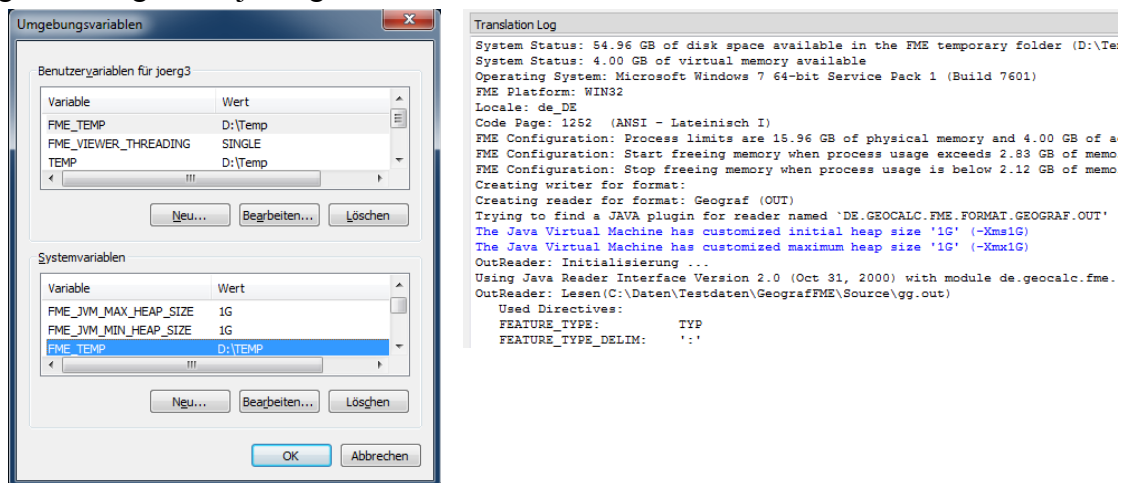 Umgebungsvariablen
Benutzervariablen für joerg3
Variable Wert
FME_TEMP D:\Temp
FME_VIEWER_THREADING SINGLE
TEMP D:\Temp
Neu... Bearbeiten... Löschen
Systemvariablen
Variable Wert
FME_JVM_MAX_HEAP_SIZE 1G
FME_JVM_MIN_HEAP_SIZE 1G
FME_TEMP D:\TEMP
Neu... Bearbeiten... Löschen
OK Abbrechen
Translation Log
System Status: 54.96 GB of disk space available in the FME temporary folder (D:\Te
System Status: 4.00 GB of virtual memory available
Operating System: Microsoft Windows 7 64-bit Service Pack 1 (Build 7601)
FME Platform: WIN32
Locale: de_DE
Code Page: 1252 (ANSI - Lateinisch I)
FME Configuration: Process limits are 15.96 GB of physical memory and 4.00 GB of a
FME Configuration: Start freeing memory when process usage exceeds 2.83 GB of memo
FME Configuration: Stop freeing memory when process usage is below 2.12 GB of memo
Creating writer for format:
Creating reader for format: Geograf (OUT)
Trying to find a JAVA plugin for reader named `DE.GEOCALC.FME.FORMAT.GEOGRAF.OUT'
The Java Virtual Machine has customized initial heap size '1G' (-Xms1G)
The Java Virtual Machine has customized maximum heap size '1G' (-Xmx1G)
OutReader: Initialisierung ...
Using Java Reader Interface Version 2.0 (Oct 31, 2000) with module de.geocalc.fme.
OutReader: Lesen(C:\Daten\Testdaten\GeografFME\Source\gg.out)
Used Directives:
FEATURE_TYPE: TYP
FEATURE_TYPE_DELIM: ':'